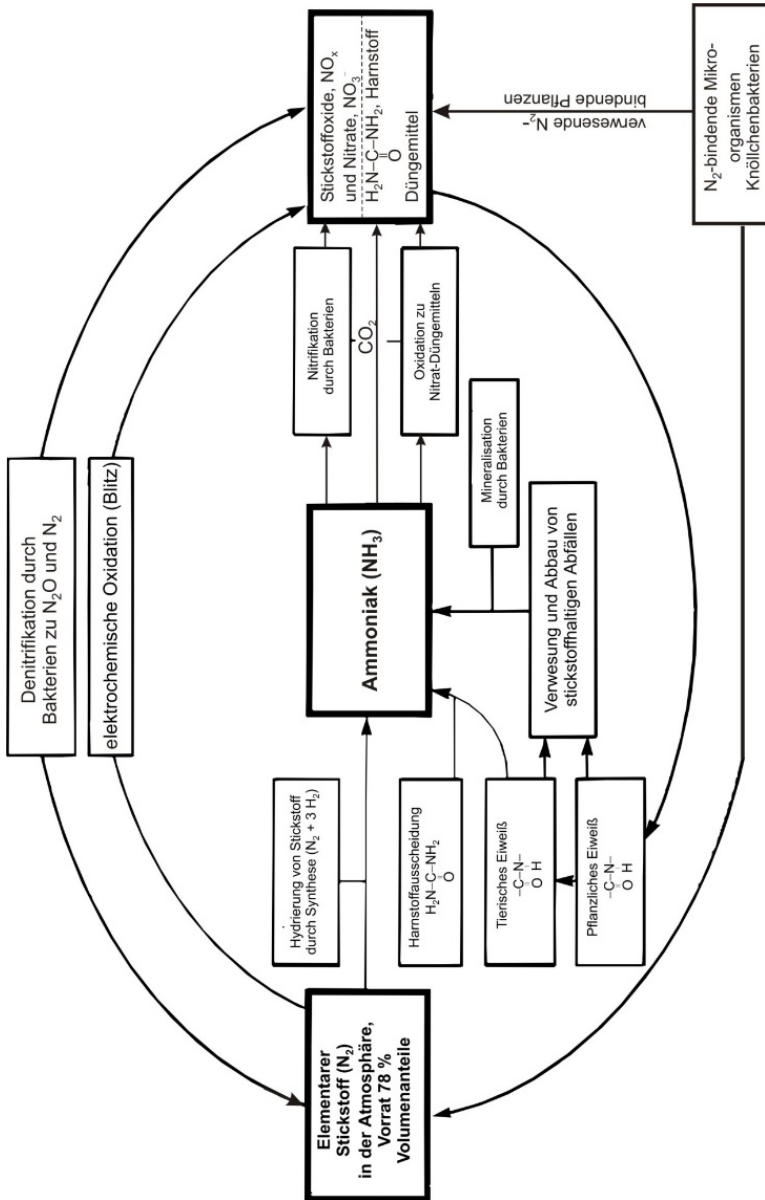 Denitrifikation durch
Bakterien zu N₂O und N₂
elektrochemische Oxidation (Blitz)
Elementarer
Stickstoff (N₂)
in der Atmosphäre,
Vorrat 78 %
Volumenanteile
Hydrierung von Stickstoff
durch Synthese (N₂ + 3 H₂)
Ammoniak (NH₃)
Nitrifikation
durch Bakterien
CO₂
Oxidation zu
Nitrat-Düngemitteln
Stickstoffoxide, NOₓ
und Nitrate, NO₃⁻
H₂N–C–NH₂, Harnstoff
O
Düngemittel
Harnstoffausscheidung
H₂N–C–NH₂
O
Tierisches Eiweiß
–C–N–
O H
Pflanzliches Eiweiß
–C–N–
O H
Mineralisation
durch Bakterien
Verwesung und Abbau von
stickstoffhaltigen Abfällen
verwesende N₂-
bindende Pflanzen
N₂-bindende Mikro-
organismen
Knöllchenbakterien